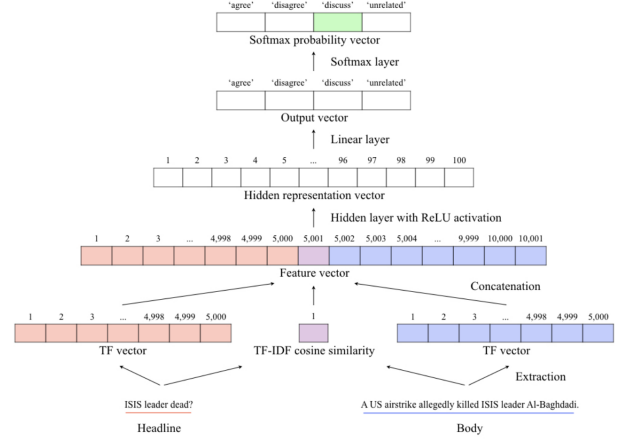 'agree' 'disagree' 'discuss' 'unrelated'
Softmax probability vector
Softmax layer
'agree' 'disagree' 'discuss' 'unrelated'
Output vector
Linear layer
1 2 3 4 5 ... 96 97 98 99 100
Hidden representation vector
Hidden layer with ReLU activation
1 2 3 ... 4,998 4,999 5,000 5,001 5,002 5,003 5,004 ... 9,999 10,000 10,001
Feature vector
Concatenation
1 2 3 ... 4,998 4,999 5,000 1 1 2 3 ... 4,998 4,999 5,000
TF vector TF-IDF cosine similarity TF vector
Extraction
ISIS leader dead? A US airstrike allegedly killed ISIS leader Al-Baghdadi.
Headline Body